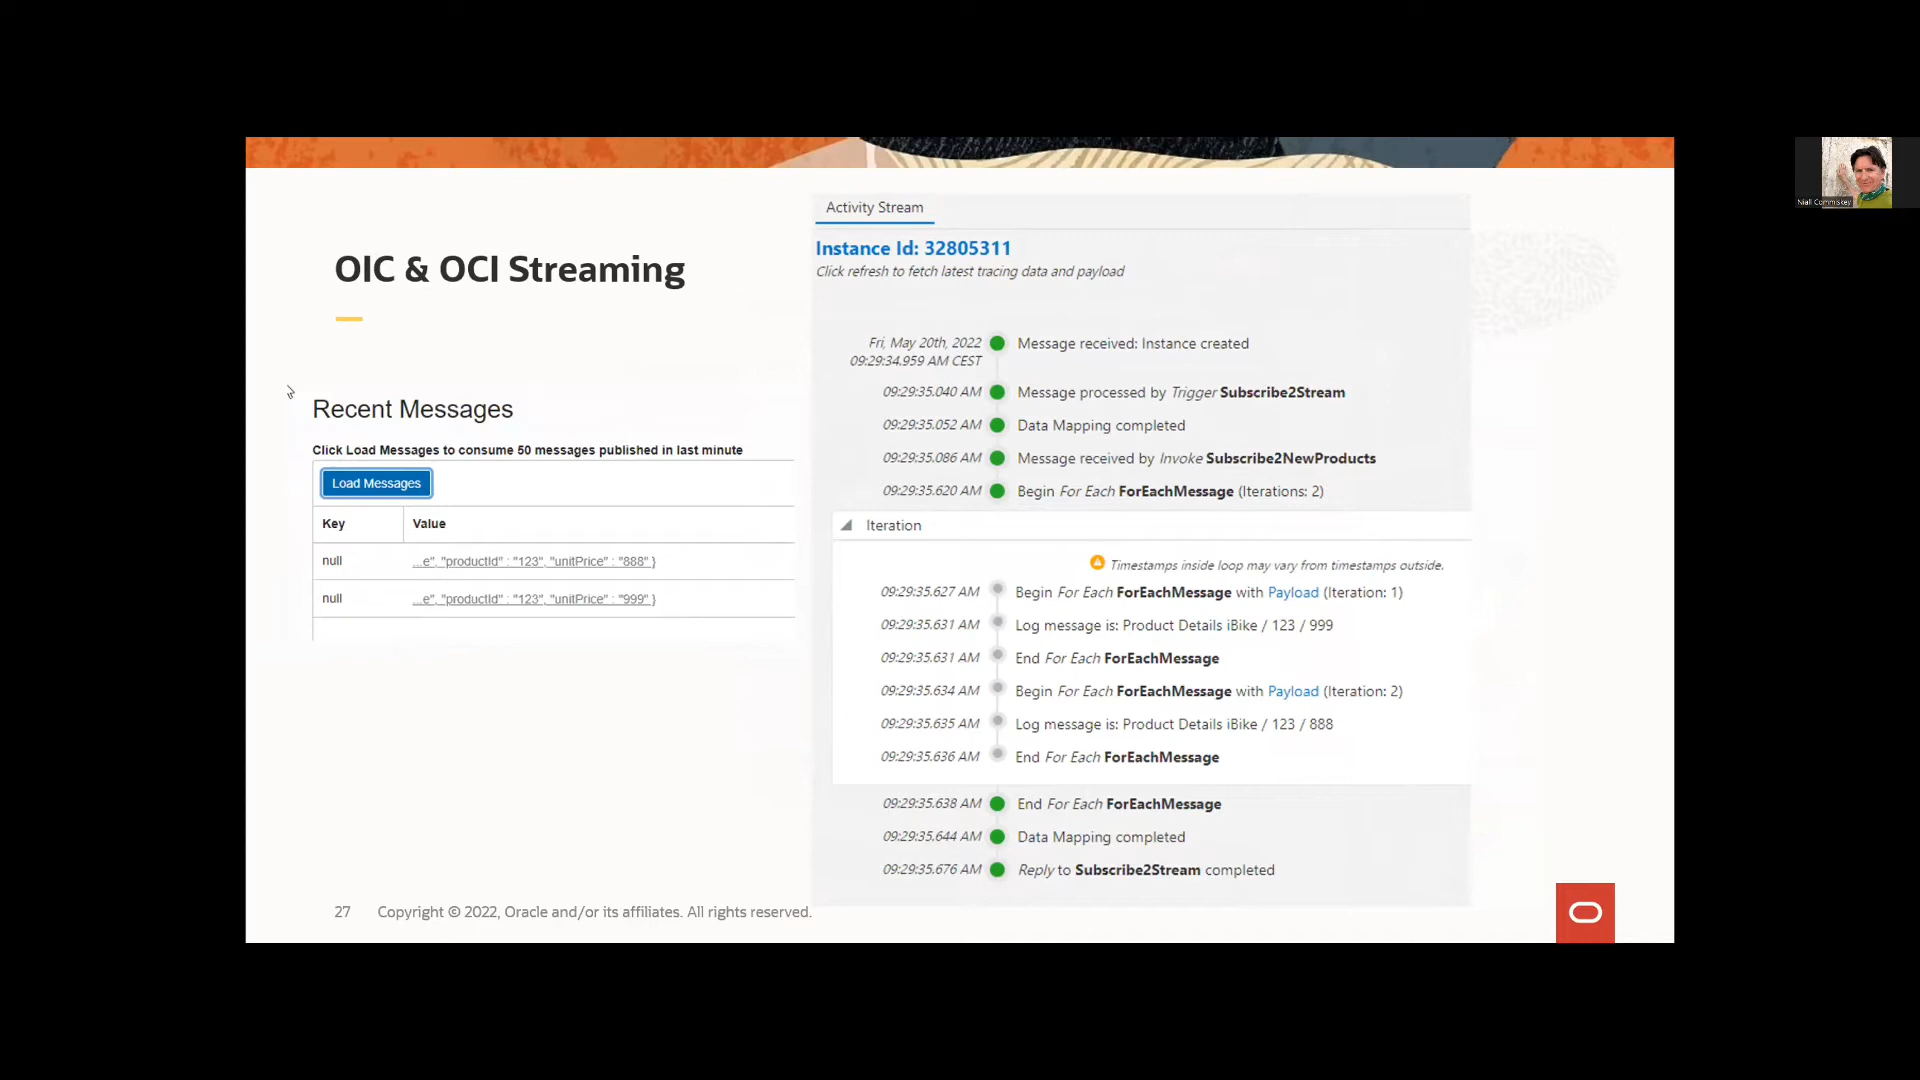 Niall Commiskey
OIC & OCI Streaming
Recent Messages
Click Load Messages to consume 50 messages published in last minute
Load Messages
Key Value
null ...e", "productId" : "123", "unitPrice" : "888" }
null ...e", "productId" : "123", "unitPrice" : "999" }
Activity Stream
Instance Id: 32805311
Click refresh to fetch latest tracing data and payload
Fri, May 20th, 2022
09:29:34.959 AM CEST Message received: Instance created
09:29:35.040 AM Message processed by Trigger Subscribe2Stream
09:29:35.052 AM Data Mapping completed
09:29:35.086 AM Message received by Invoke Subscribe2NewProducts
09:29:35.620 AM Begin For Each ForEachMessage (Iterations: 2)
Iteration
Timestamps inside loop may vary from timestamps outside.
09:29:35.627 AM Begin For Each ForEachMessage with Payload (Iteration: 1)
09:29:35.631 AM Log message is: Product Details iBike / 123 / 999
09:29:35.631 AM End For Each ForEachMessage
09:29:35.634 AM Begin For Each ForEachMessage with Payload (Iteration: 2)
09:29:35.635 AM Log message is: Product Details iBike / 123 / 888
09:29:35.636 AM End For Each ForEachMessage
09:29:35.638 AM End For Each ForEachMessage
09:29:35.644 AM Data Mapping completed
09:29:35.676 AM Reply to Subscribe2Stream completed
27 Copyright © 2022, Oracle and/or its affiliates. All rights reserved.